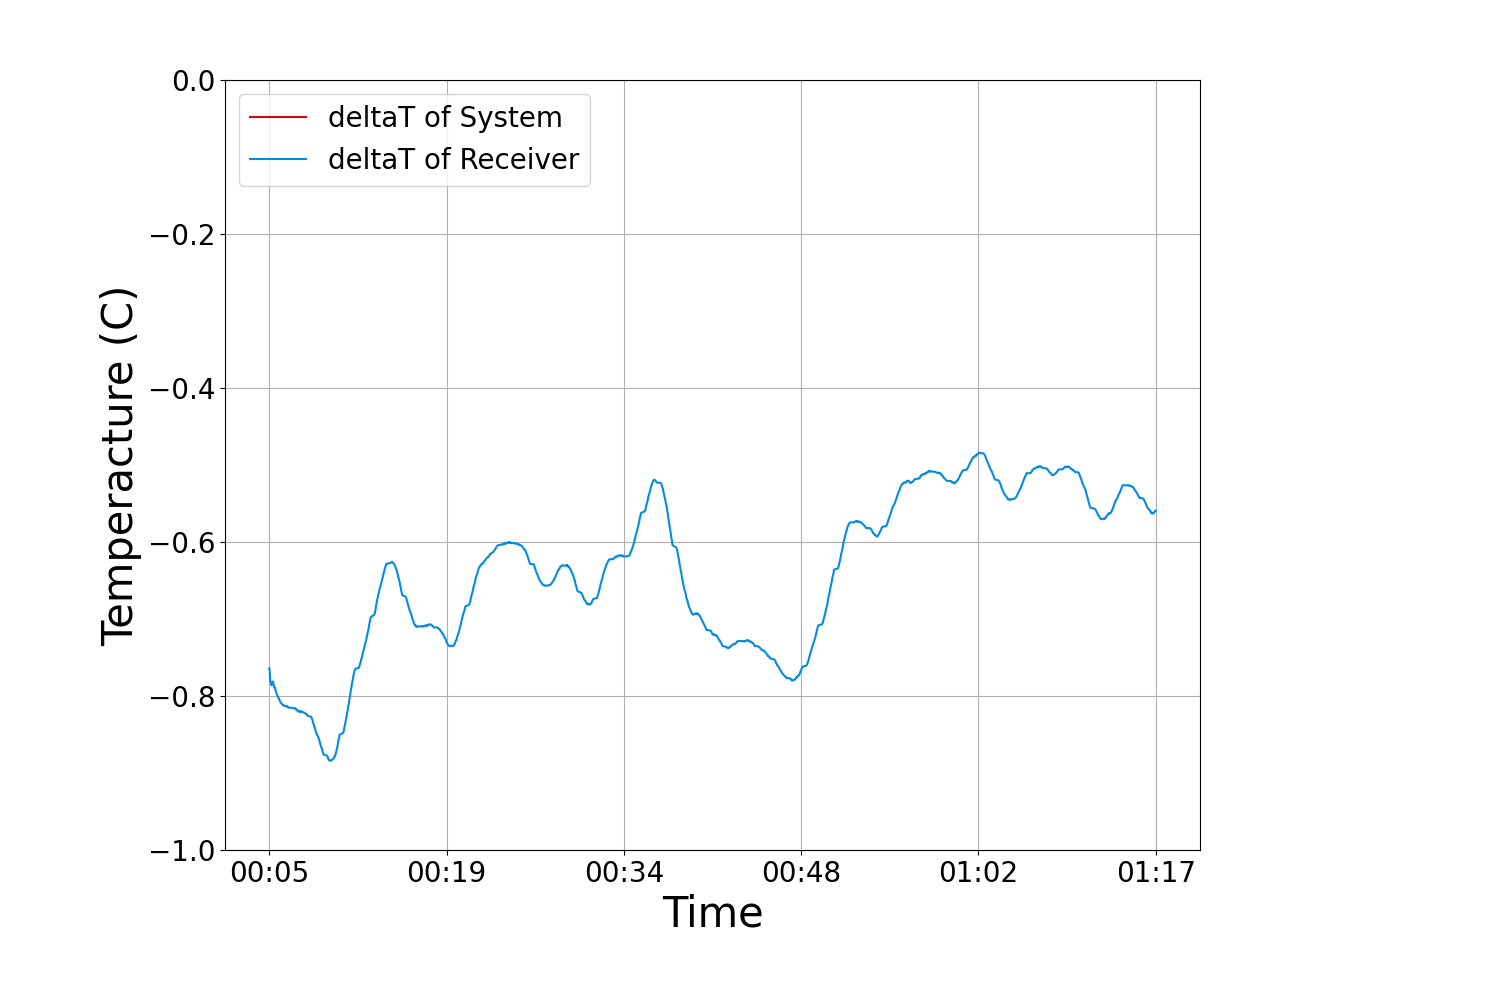 0.0
−0.2
−0.4
−0.6
−0.8
−1.0
Temperacture (C)
deltaT of System
deltaT of Receiver
00:05 00:19 00:34 00:48 01:02 01:17
Time